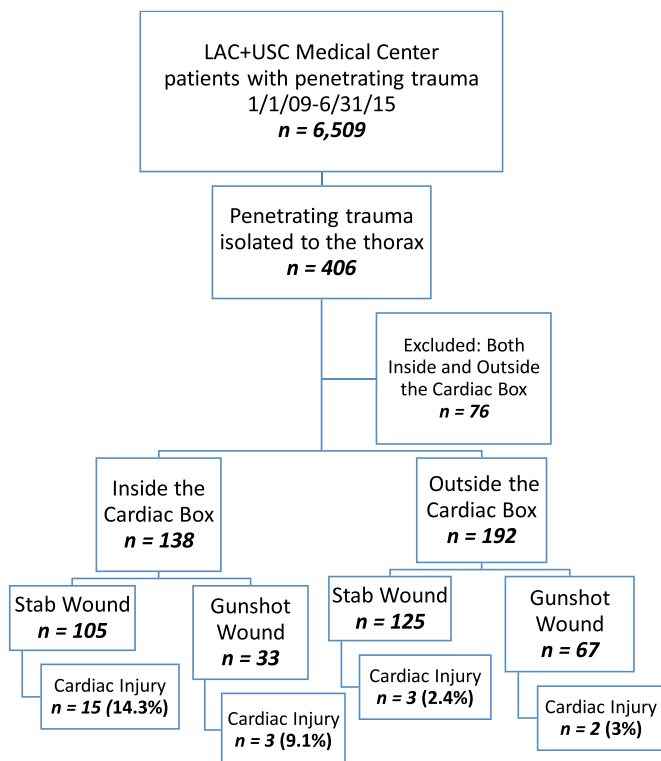 LAC+USC Medical Center
patients with penetrating trauma
1/1/09-6/31/15
n = 6,509
Penetrating trauma
isolated to the thorax
n = 406
Excluded: Both
Inside and Outside
the Cardiac Box
n = 76
Inside the
Cardiac Box
n = 138
Outside the
Cardiac Box
n = 192
Stab Wound
n = 105
Gunshot
Wound
n = 33
Stab Wound
n = 125
Gunshot
Wound
n = 67
Cardiac Injury
n = 15 (14.3%)
Cardiac Injury
n = 3 (9.1%)
Cardiac Injury
n = 3 (2.4%)
Cardiac Injury
n = 2 (3%)